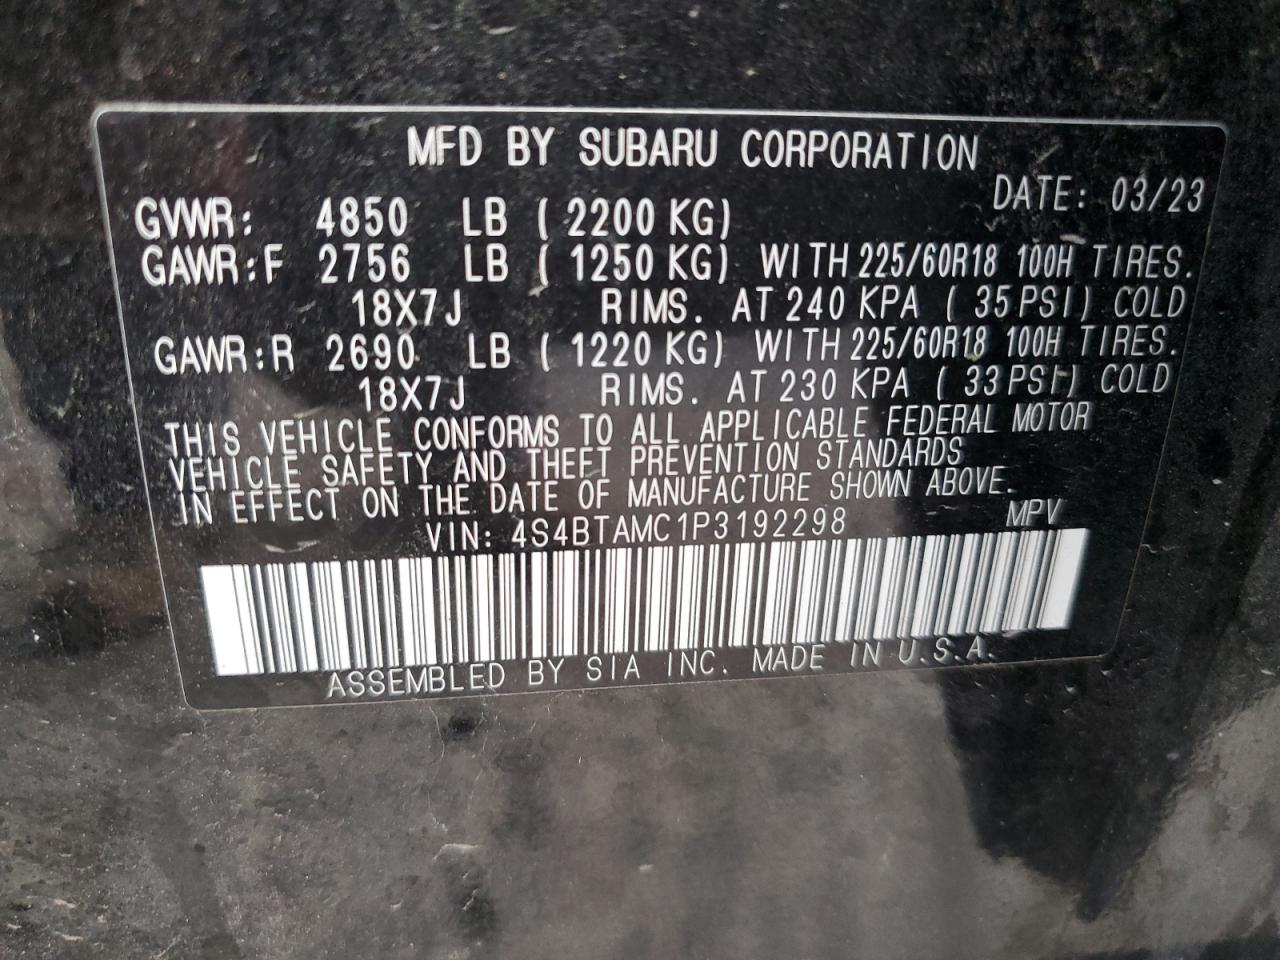 MFD BY SUBARU CORPORATION
DATE: 03/23
GVWR: 4850 LB ( 2200 KG)
GAWR:F 2756 LB ( 1250 KG) WITH 225/60R18 100H TIRES.
18X7J RIMS. AT 240 KPA ( 35 PSI) COLD
GAWR:R 2690 LB ( 1220 KG) WITH 225/60R18 100H TIRES.
18X7J RIMS. AT 230 KPA ( 33 PSI) COLD
THIS VEHICLE CONFORMS TO ALL APPLICABLE FEDERAL MOTOR
VEHICLE SAFETY AND THEFT PREVENTION STANDARDS
IN EFFECT ON THE DATE OF MANUFACTURE SHOWN ABOVE.
VIN: 4S4BTAMC1P3192298 MPV
ASSEMBLED BY SIA INC. MADE IN U.S.A.